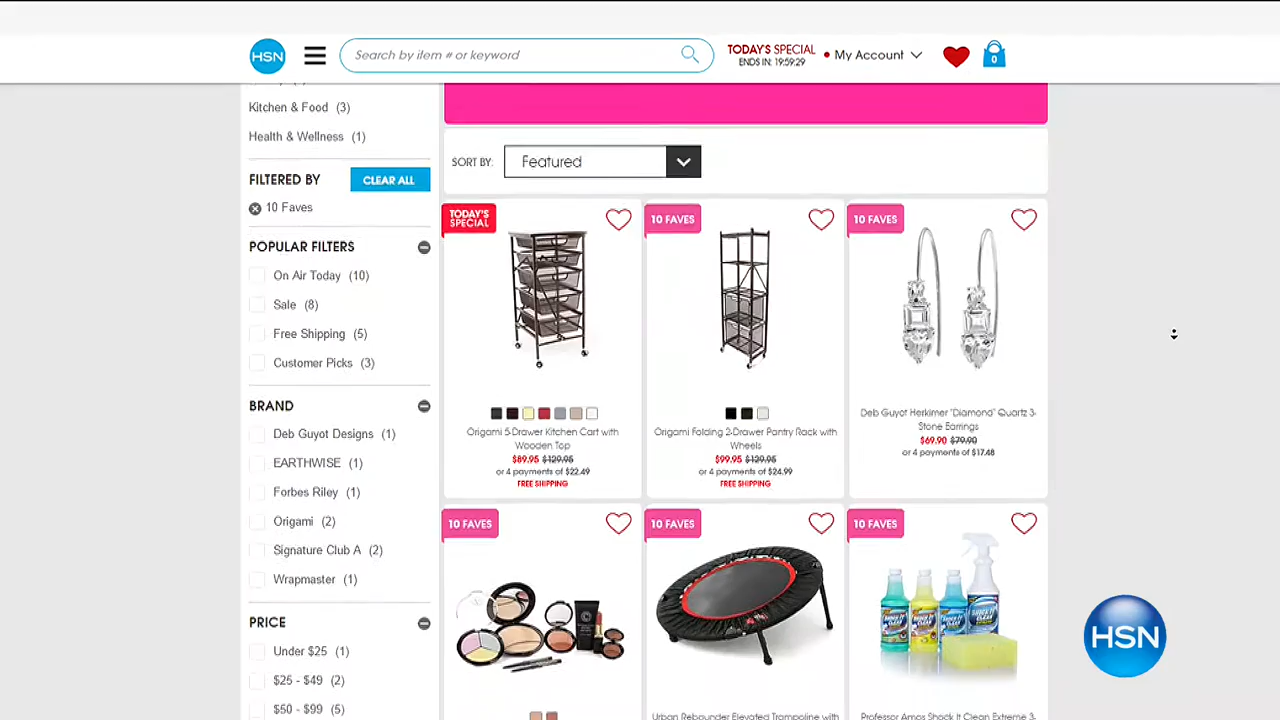 HSN
Search by item # or keyword
TODAY'S SPECIAL
ENDS IN: 19:59:29
My Account
0
Kitchen & Food (3)
Health & Wellness (1)
FILTERED BY
CLEAR ALL
10 Faves
POPULAR FILTERS
On Air Today (10)
Sale (8)
Free Shipping (5)
Customer Picks (3)
BRAND
Deb Guyot Designs (1)
EARTHWISE (1)
Forbes Riley (1)
Origami (2)
Signature Club A (2)
Wrapmaster (1)
PRICE
Under $25 (1)
$25 - $49 (2)
$50 - $99 (5)
SORT BY:
Featured
TODAY'S
SPECIAL
Origami 5-Drawer Kitchen Cart with
Wooden Top
$89.95 $129.95
or 4 payments of $22.49
FREE SHIPPING
10 FAVES
Origami Folding 2-Drawer Pantry Rack with
Wheels
$99.95 $129.95
or 4 payments of $24.99
FREE SHIPPING
10 FAVES
Deb Guyot Herkimer "Diamond" Quartz 3-
Stone Earrings
$69.90 $79.90
or 4 payments of $17.48
10 FAVES
10 FAVES
Urban Rebounder Elevated Trampoline with
10 FAVES
Professor Amos Shock It Clean Extreme 3-
HSN